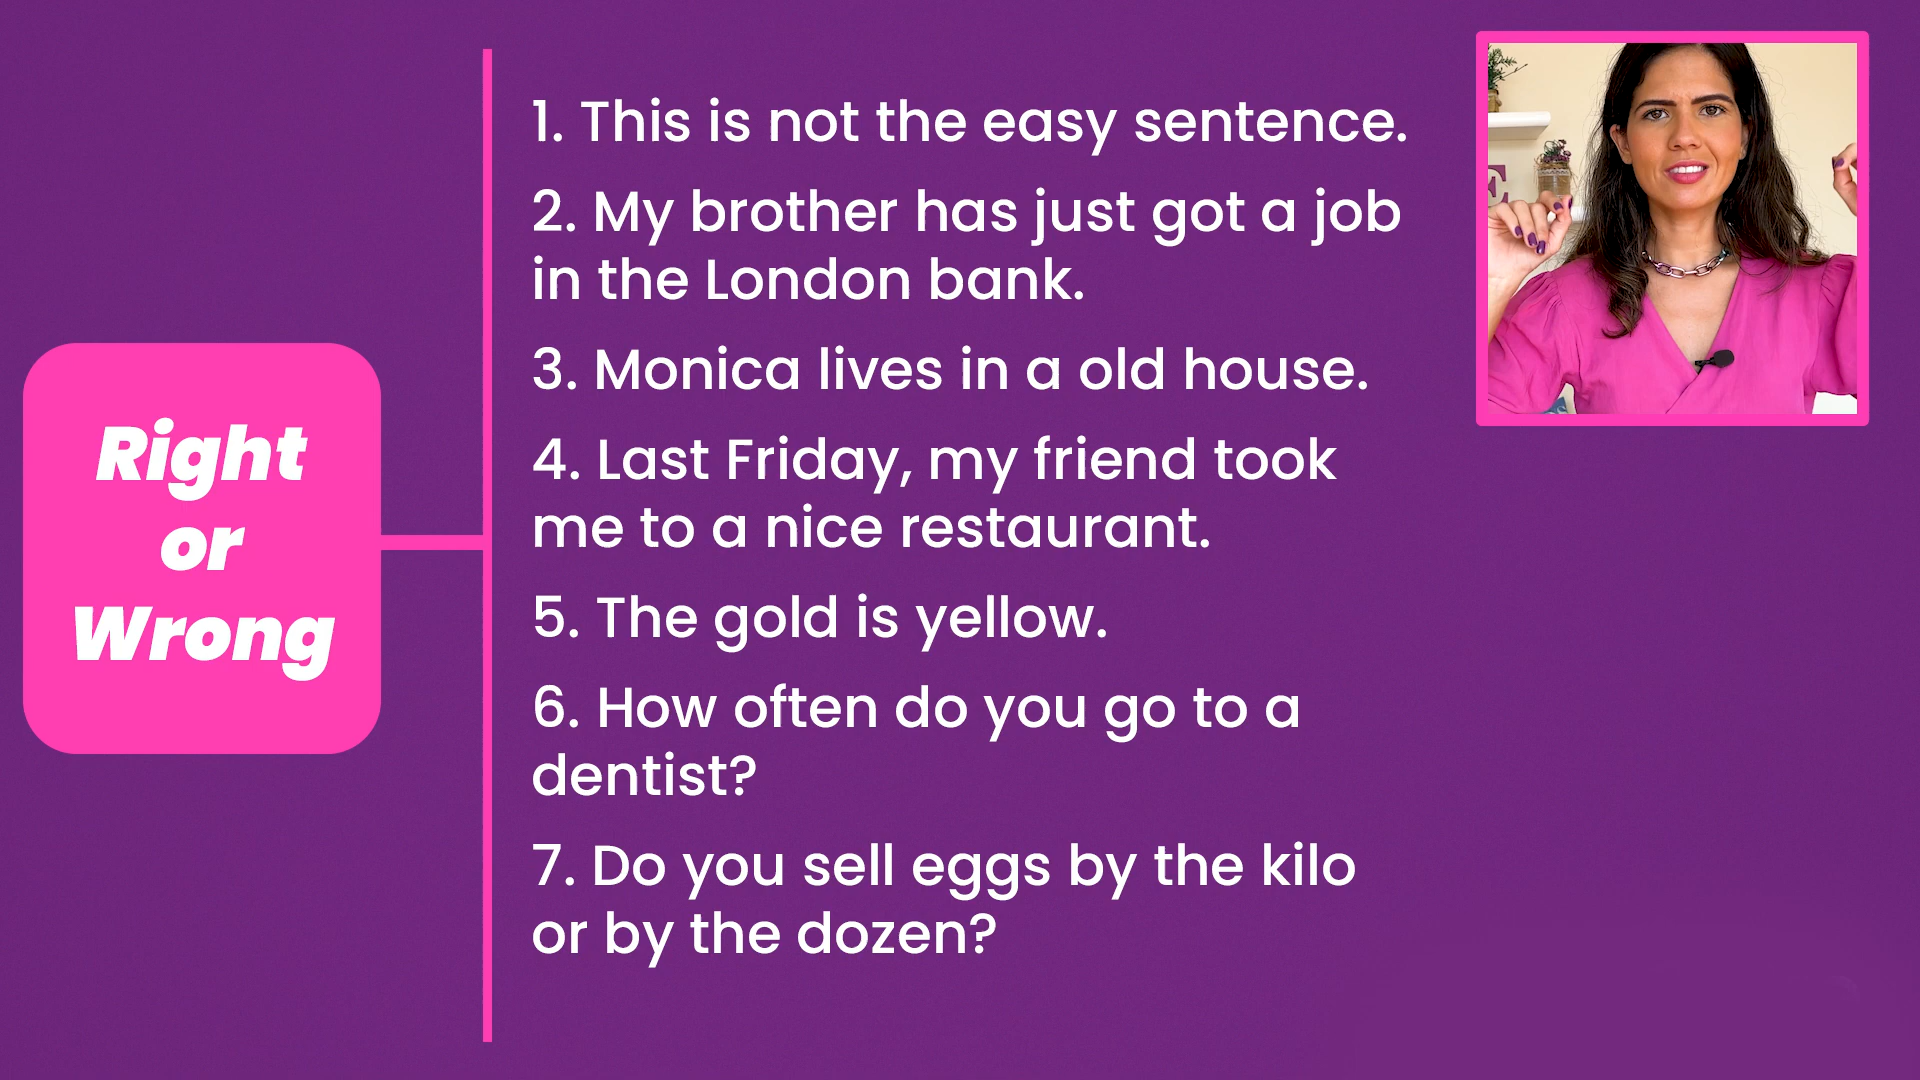 Right
or
Wrong
1. This is not the easy sentence.
2. My brother has just got a job
in the London bank.
3. Monica lives in a old house.
4. Last Friday, my friend took
me to a nice restaurant.
5. The gold is yellow.
6. How often do you go to a
dentist?
7. Do you sell eggs by the kilo
or by the dozen?